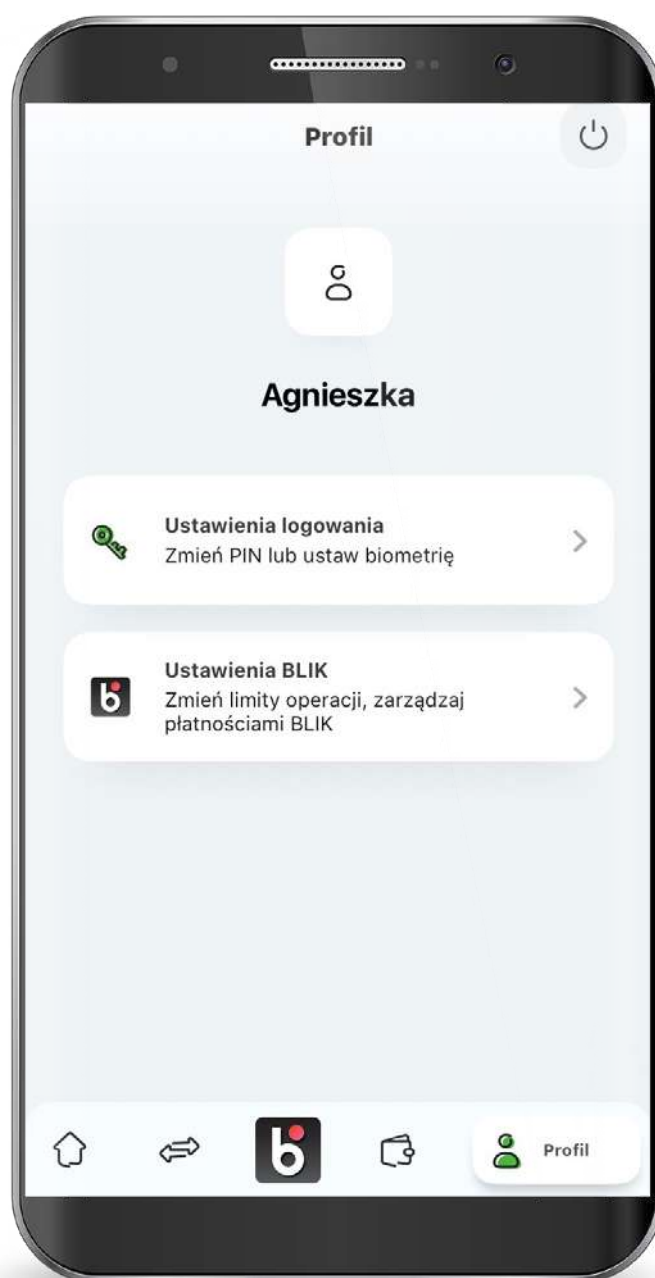 Profil
Agnieszka
Ustawienia logowania
Zmień PIN lub ustaw biometrię
Ustawienia BLIK
Zmień limity operacji, zarządzaj
płatnościami BLIK
Profil